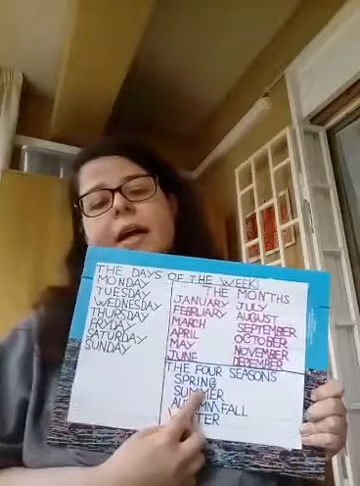 THE DAYS OF THE WEEK!
MONDAY
TUESDAY
WEDNESDAY
THURSDAY
FRYDAY
SATURDAY
SUNDAY
THE MONTHS
JANUARY
FEBRUARY
MARCH
APRIL
MAY
JUNE
JULY
AUGUST
SEPTEMBER
OCTOBER
NOVEMBER
THE FOUR SEASONS
SPRING
SUMMER
FALL